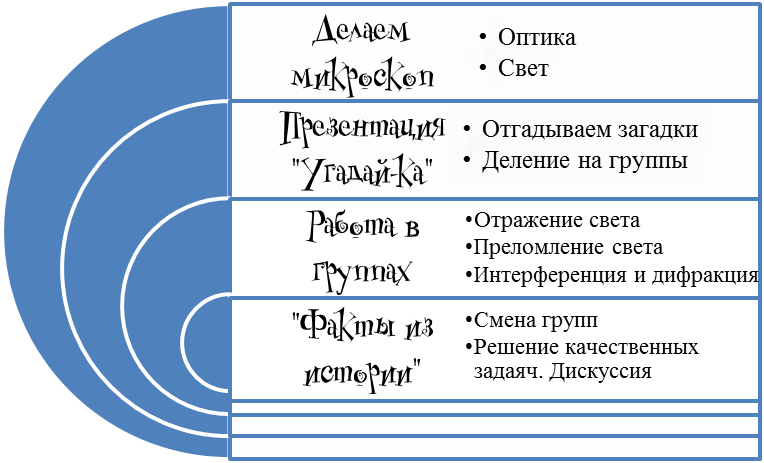 Делаем
микроскоп
• Оптика
• Свет
Презентация
"Угадай-Ка"
• Отгадываем загадки
• Деление на группы
Работа в
группах
•Отражение света
•Преломление света
•Интерференция и дифракция
"Факты из
истории"
•Смена групп
•Решение качественных
задаяч. Дискуссия